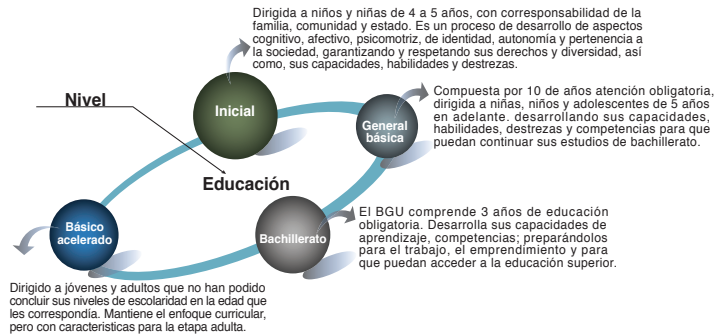 Dirigida a niños y niñas de 4 a 5 años, con corresponsabilidad de la
familia, comunidad y estado. Es un proceso de desarrollo de aspectos
cognitivo, afectivo, psicomotriz, de identidad, autonomía y pertenencia a
la sociedad, garantizando y respetando sus derechos y diversidad, así
como, sus capacidades, habilidades y destrezas.
Nivel
Inicial
General
básica
Compuesta por 10 de años atención obligatoria,
dirigida a niñas, niños y adolescentes de 5 años
en adelante. desarrollando sus capacidades,
habilidades, destrezas y competencias para que
puedan continuar sus estudios de bachillerato.
Educación
Básico
acelerado
Bachillerato
El BGU comprende 3 años de educación
obligatoria. Desarrolla sus capacidades de
aprendizaje, competencias; preparándolos
para el trabajo, el emprendimiento y para
que puedan acceder a la educación superior.
Dirigido a jóvenes y adultos que no han podido
concluir sus niveles de escolaridad en la edad que
les correspondía. Mantiene el enfoque curricular,
pero con caracteristicas para la etapa adulta.